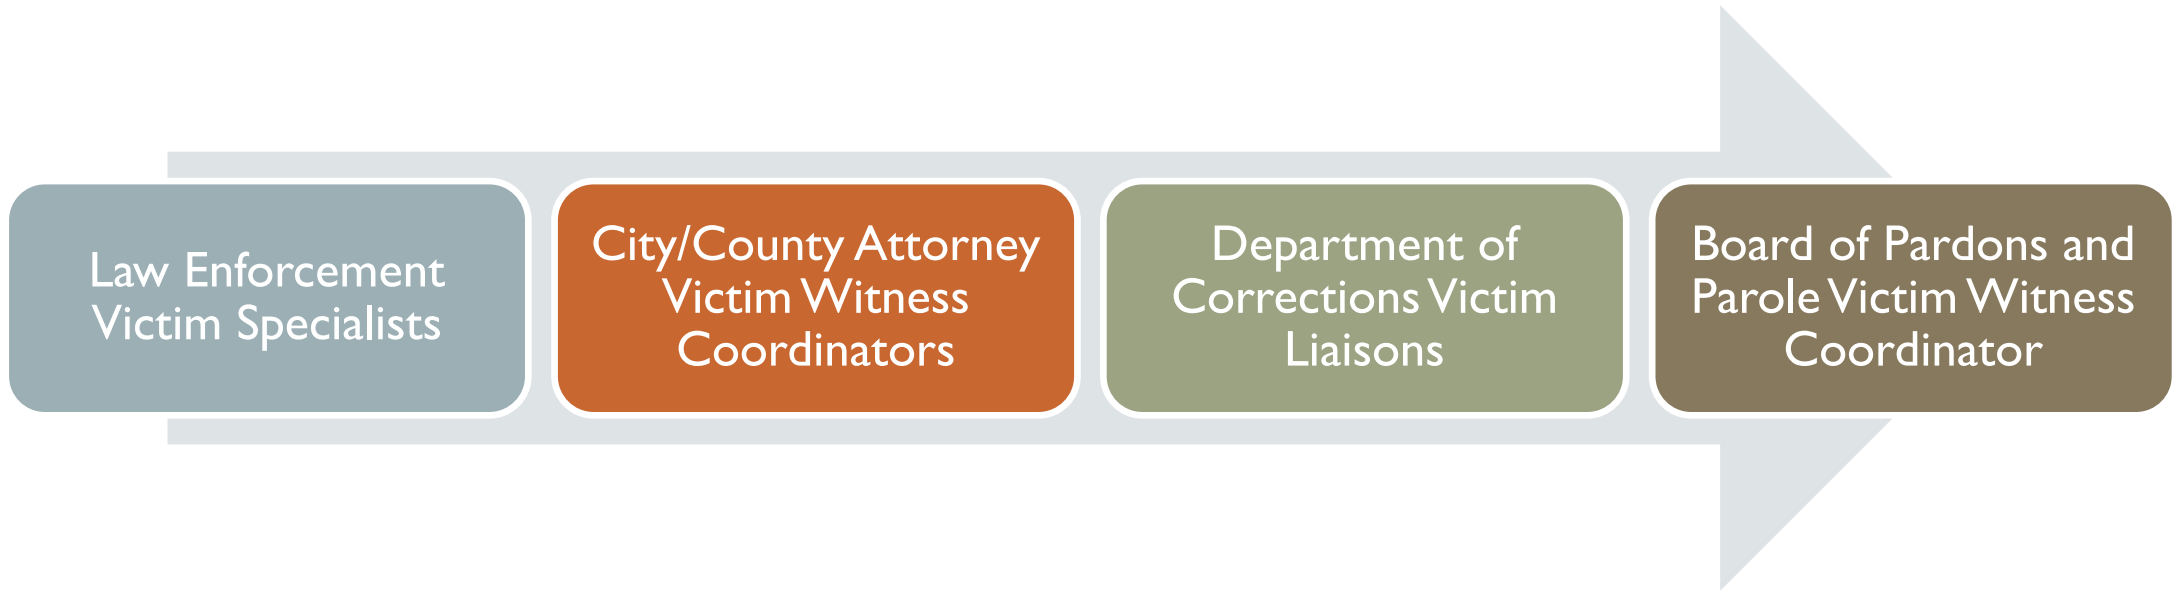 Law Enforcement
Victim Specialists
City/County Attorney
Victim Witness
Coordinators
Department of
Corrections Victim
Liaisons
Board of Pardons and
Parole Victim Witness
Coordinator